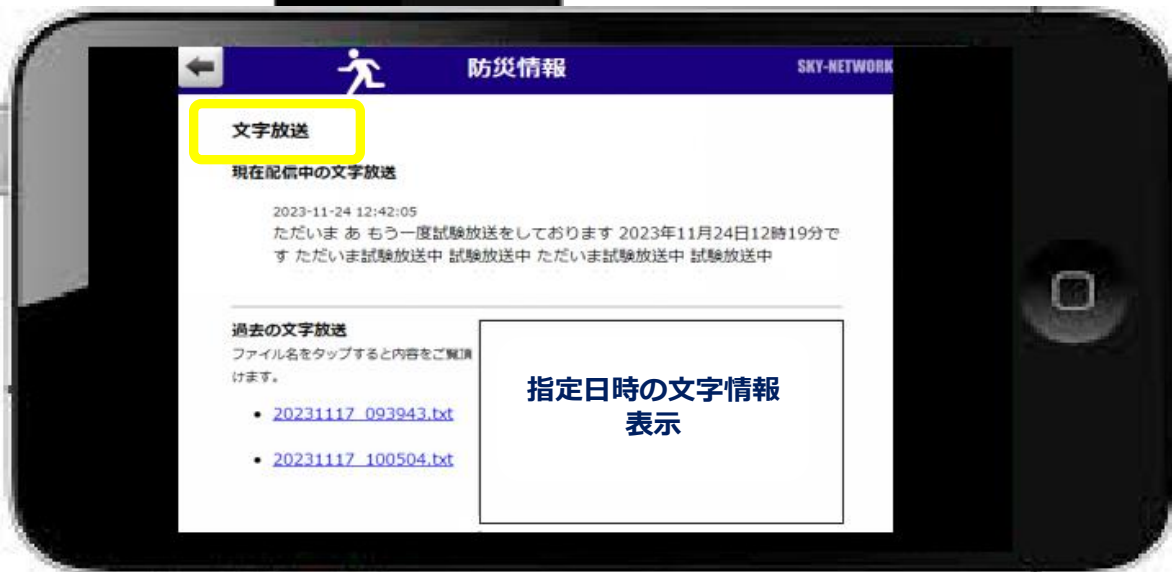 防災情報
SKY-NETWORK
文字放送
現在配信中の文字放送
2023-11-24 12:42:05
ただいま あ もう一度試験放送をしております 2023年11月24日12時19分で
す ただいま試験放送中 試験放送中 ただいま試験放送中 試験放送中
過去の文字放送
ファイル名をタップすると内容をご覧頂
けます。
20231117_093943.txt
20231117_100504.txt
指定日時の文字情報
表示